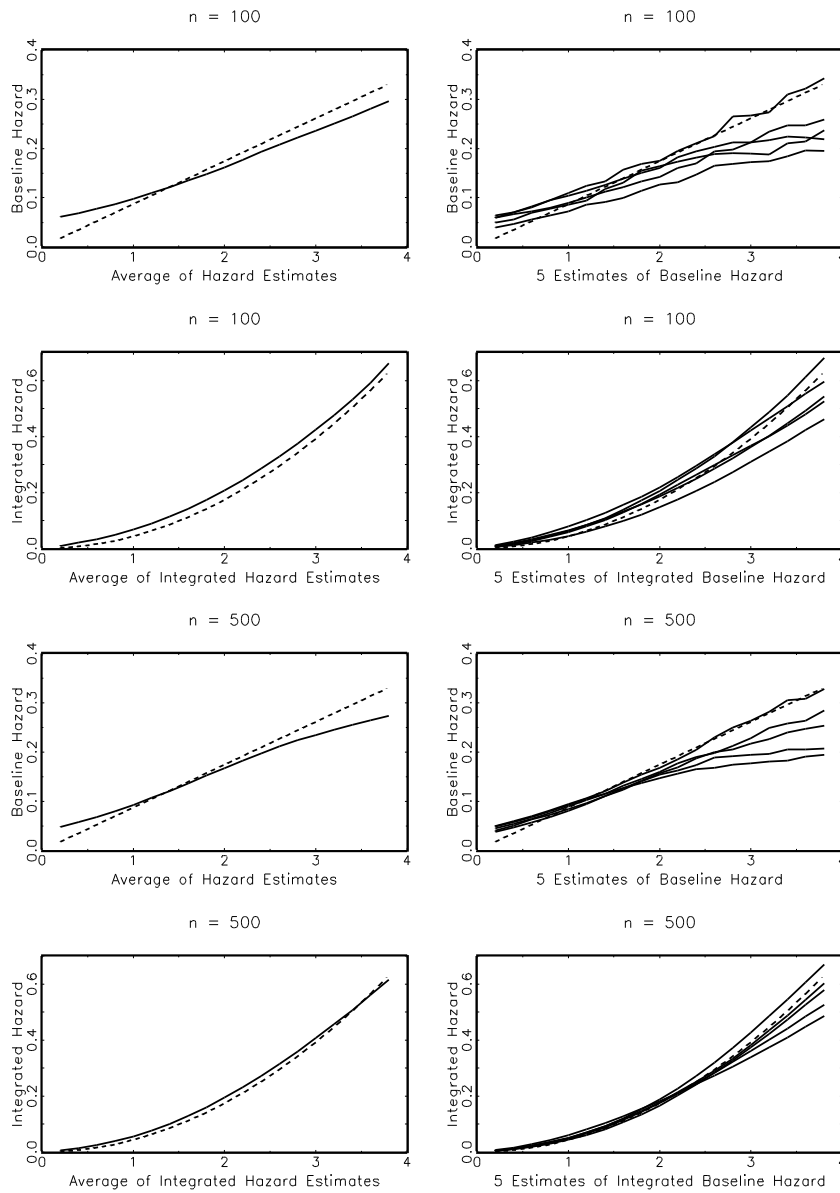 n = 100
n = 100
Baseline Hazard
0.0 0.1 0.2 0.3 0.4
0 1 2 3 4
Average of Hazard Estimates
Baseline Hazard
0.0 0.1 0.2 0.3 0.4
0 1 2 3
5 Estimates of Baseline Hazard
n = 100
n = 100
Integrated Hazard
0.0 0.2 0.4 0.6
0 1 2 3 4
Average of Integrated Hazard Estimates
Integrated Hazard
0.0 0.2 0.4 0.6
0 1 2 3
5 Estimates of Integrated Baseline Hazard
n = 500
n = 500
Baseline Hazard
0.0 0.1 0.2 0.3 0.4
0 1 2 3 4
Average of Hazard Estimates
Baseline Hazard
0.0 0.1 0.2 0.3 0.4
0 1 2 3
5 Estimates of Baseline Hazard
n = 500
n = 500
Integrated Hazard
0.0 0.2 0.4 0.6
0 1 2 3 4
Average of Integrated Hazard Estimates
Integrated Hazard
0.0 0.2 0.4 0.6
0 1 2 3
5 Estimates of Integrated Baseline Hazard